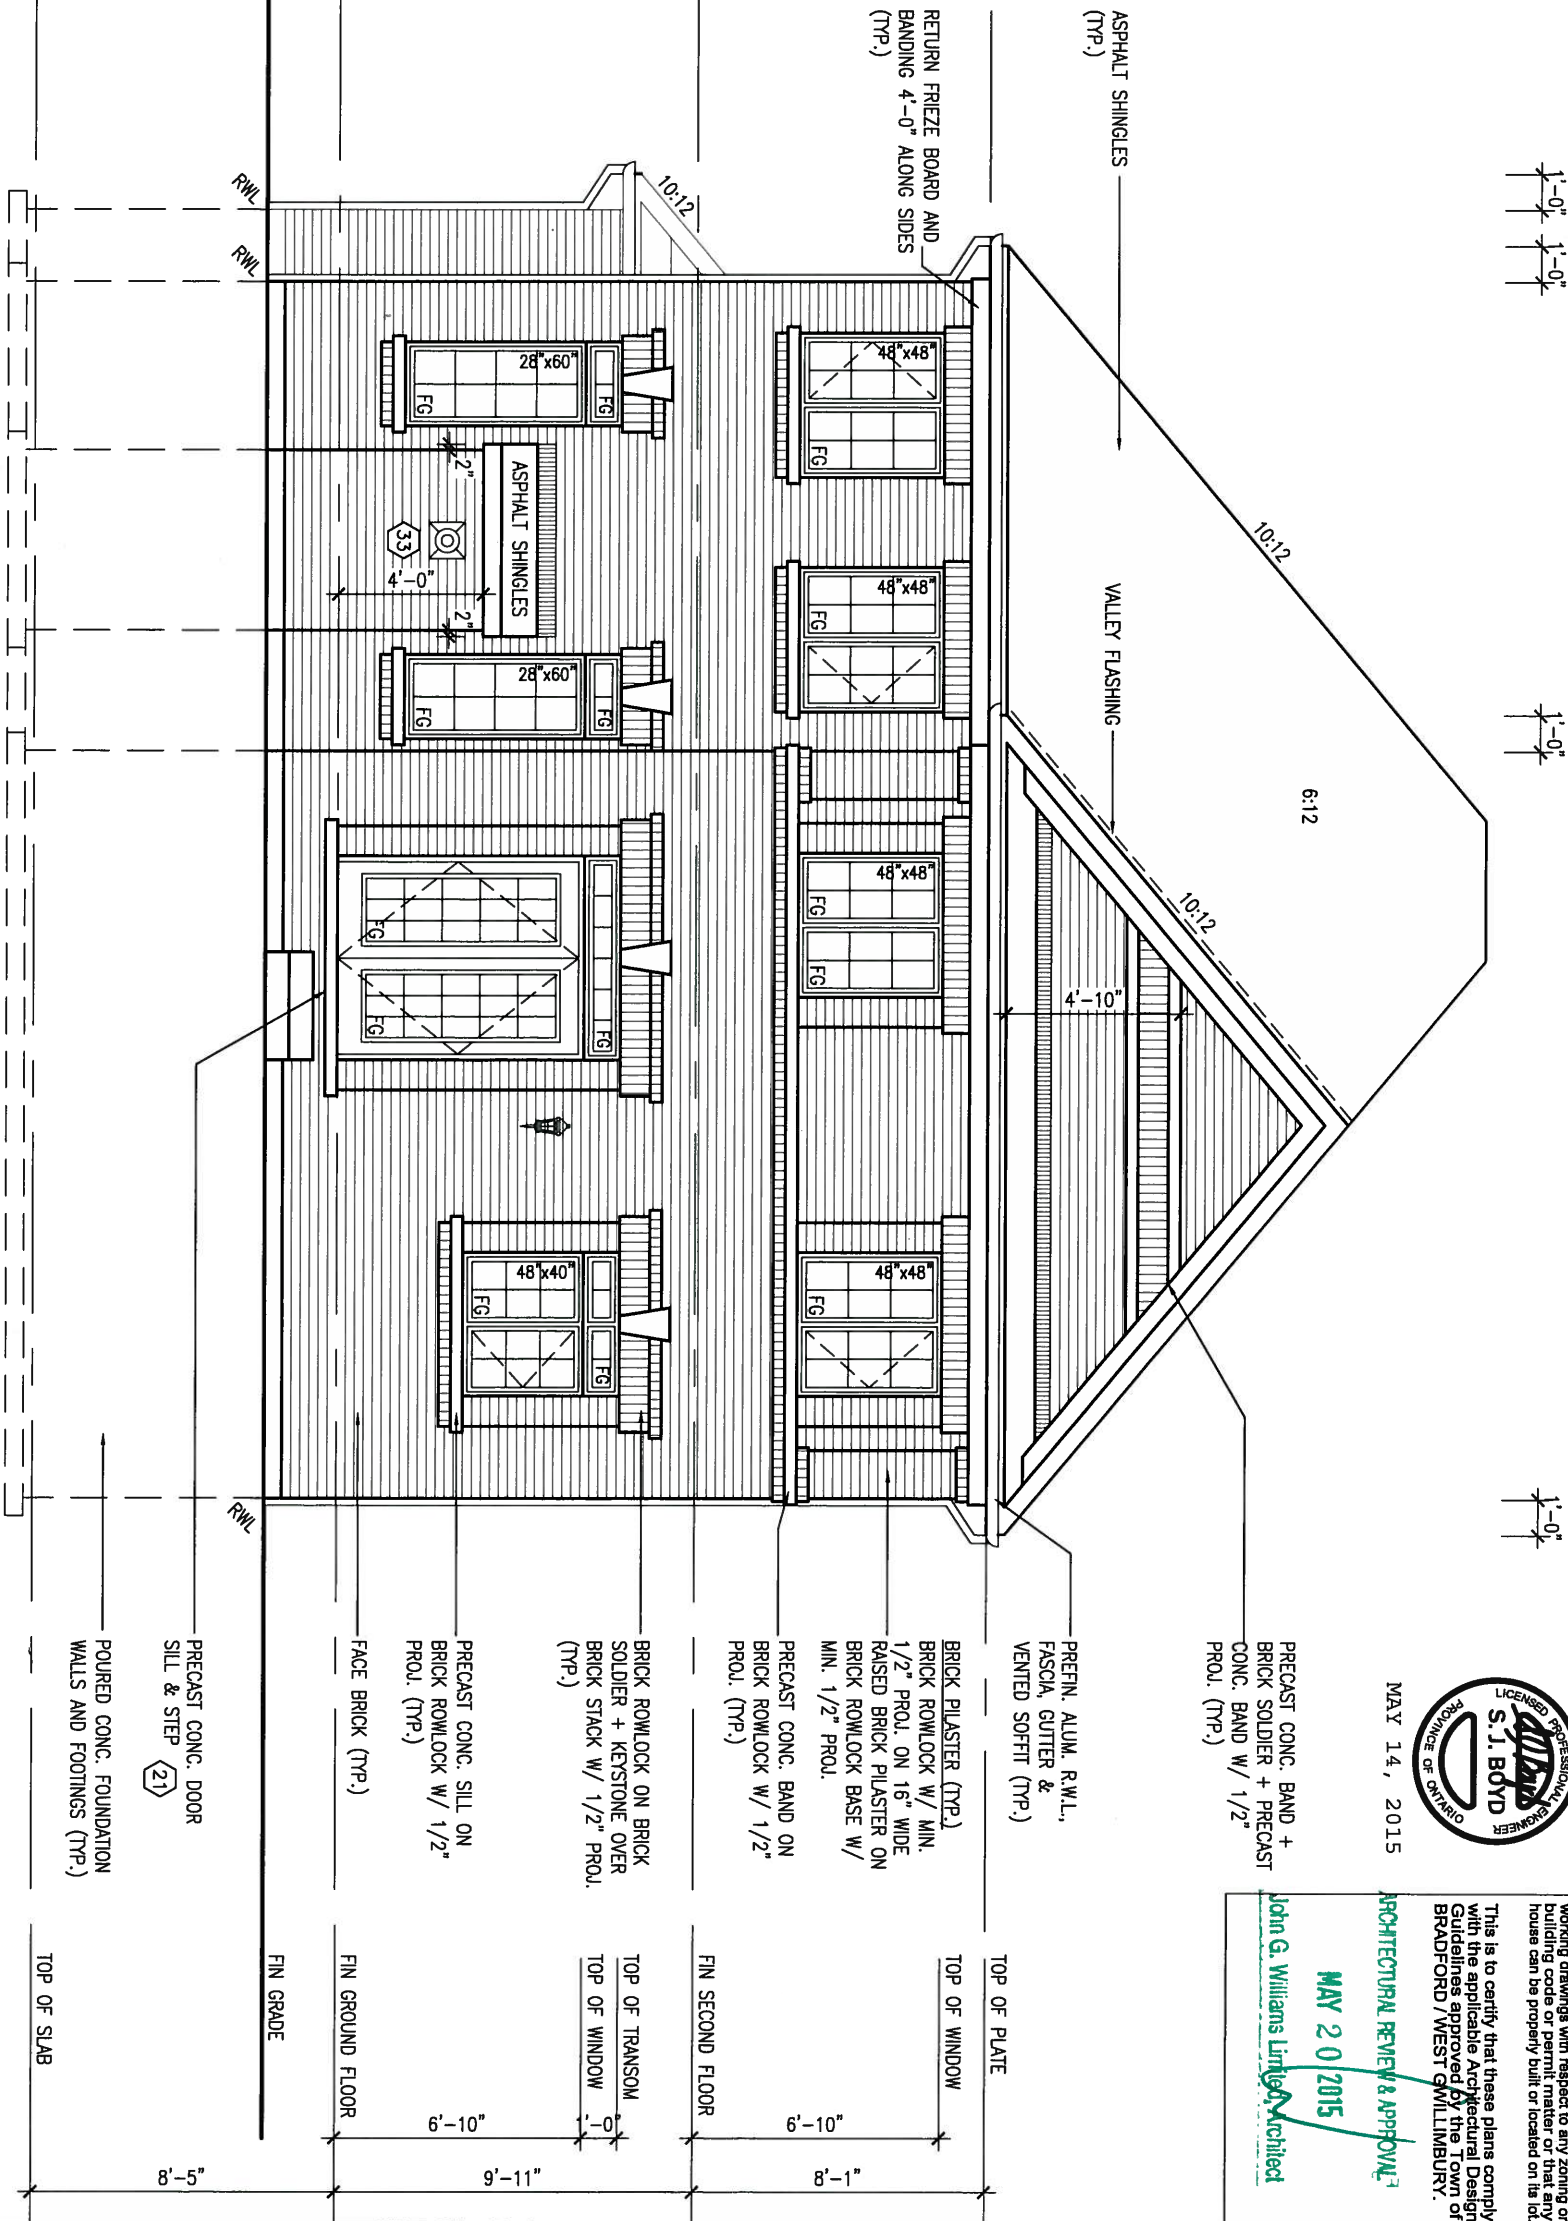 1'-0"
1'-0"
1'-0"
1'-0"
ASPHALT SHINGLES
(TYP.)
RETURN FRIEZE BOARD AND
BANDING 4'-0" ALONG SIDES
(TYP.)
10:12
VALLEY FLASHING
6:12
10:12
4'-10"
10:12
48"x48"
FG
48"x48"
FG
48"x48"
FG
FG
48"x48"
FG
28"x60"
FG
FG
ASPHALT SHINGLES
2"
2"
33
4'-0"
28"x60"
FG
FG
FG
FG
FG
48"x40"
FG
FG
RWL
RWL
RWL
LICENSED PROFESSIONAL ENGINEER
S. J. BOYD
PROVINCE OF ONTARIO
MAY 14, 2015
PRECAST CONC. BAND +
BRICK SOLDIER + PRECAST
CONC. BAND W/ 1/2"
PROJ. (TYP.)
PREFIN. ALUM. R.W.L.,
FASCIA, GUTTER &
VENTED SOFFIT (TYP.)
BRICK PILASTER (TYP.)
BRICK ROWLOCK W/ MIN.
1/2" PROJ. ON 16" WIDE
RAISED BRICK PILASTER ON
BRICK ROWLOCK BASE W/
MIN. 1/2" PROJ.
PRECAST CONC. BAND ON
BRICK ROWLOCK W/ 1/2"
PROJ. (TYP.)
BRICK ROWLOCK ON BRICK
SOLDIER + KEYSTONE OVER
BRICK STACK W/ 1/2" PROJ.
(TYP.)
PRECAST CONC. SILL ON
BRICK ROWLOCK W/ 1/2"
PROJ. (TYP.)
FACE BRICK (TYP.)
PRECAST CONC. DOOR
SILL & STEP
21
POURED CONC. FOUNDATION
WALLS AND FOOTINGS (TYP.)
working drawings with respect to any zoning or
building code or permit matter or that any
house can be properly built or located on its lot.
This is to certify that these plans comply
with the applicable Architectural Design
Guidelines approved by the Town of
BRADFORD / WEST GWILLIMBURY.
ARCHITECTURAL REVIEW & APPROVAL
MAY 20 2015
John G. Williams Limited, Architect
TOP OF PLATE
TOP OF WINDOW
FIN SECOND FLOOR
TOP OF TRANSOM
TOP OF WINDOW
FIN GROUND FLOOR
FIN GRADE
TOP OF SLAB
6'-10"
1'-0"
6'-10"
8'-1"
9'-11"
8'-5"